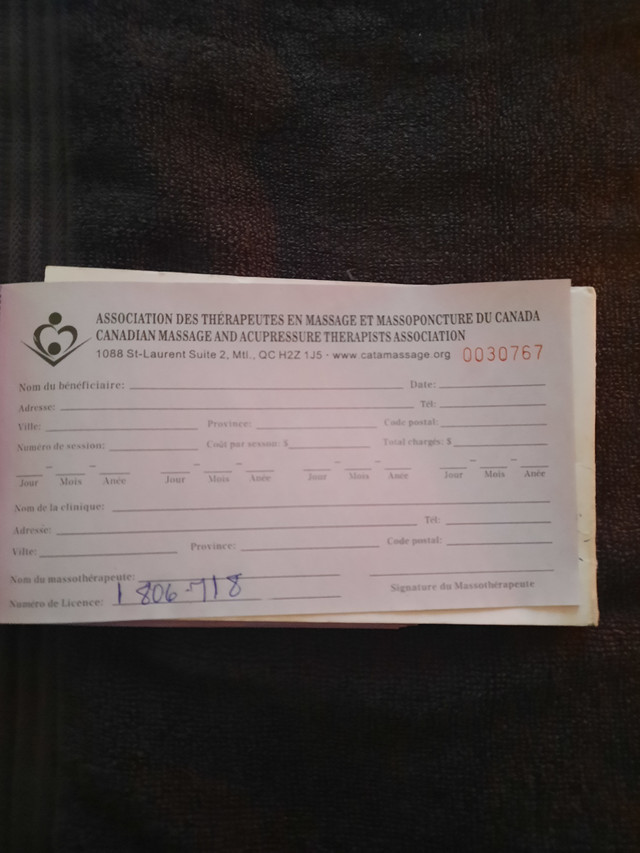 ASSOCIATION DES THÉRAPEUTES EN MASSAGE ET MASSOPONCTURE DU CANADA
CANADIAN MASSAGE AND ACUPRESSURE THERAPISTS ASSOCIATION
1088 St-Laurent Suite 2, Mtl., QC H2Z 1J5 - www.catamassage.org 0030767
Nom du bénéficiaire: Date:
Adresse: Tél:
Ville: Province: Code postal:
Numéro de session: Coût par sesson: $ Total chargés: $
Jour Mois Anée Jour Mois Anée Jour Mois Anée Jour Mois Anée
Nom de la clinique:
Adresse: Tél:
Ville: Province: Code postal:
Nom du massothérapeute:
Signature du Massothérapeute
Numéro de Licence: 1 806-718